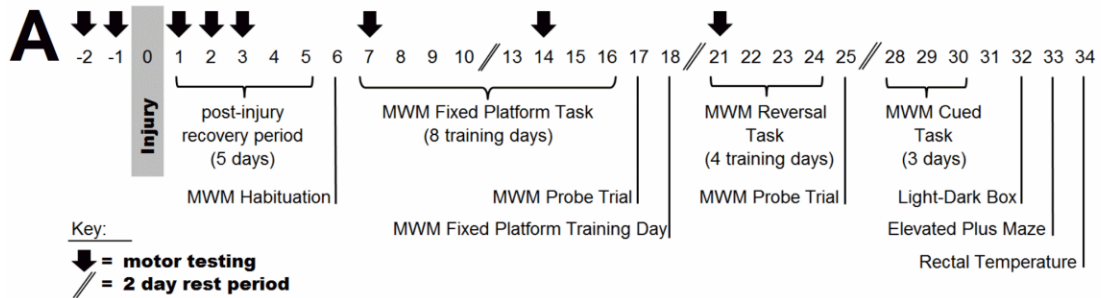 A
-2 -1 0 1 2 3 4 5 6 7 8 9 10 // 13 14 15 16 17 18 // 21 22 23 24 25 // 28 29 30 31 32 33 34
Injury
post-injury
recovery period
(5 days)
MWM Fixed Platform Task
(8 training days)
MWM Reversal
Task
(4 training days)
MWM Cued
Task
(3 days)
MWM Habituation
MWM Probe Trial
MWM Probe Trial
Light-Dark Box
MWM Fixed Platform Training Day
Elevated Plus Maze
Rectal Temperature
Key:
= motor testing
// = 2 day rest period